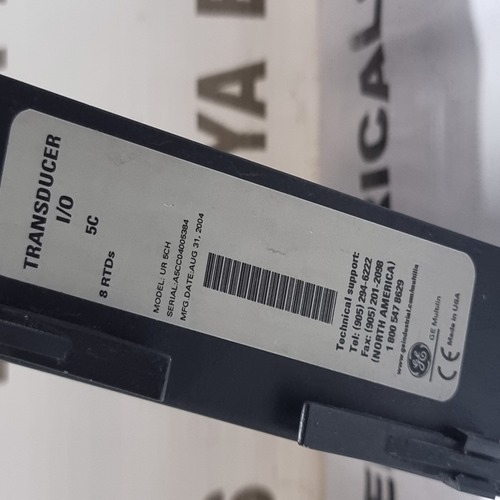 TRANSDUCER
I/O
5C
8 RTDs
MODEL: UR 5CH
SERIAL:A5CC04005384
MFG.DATE:AUG 31, 2004
Technical support:
Tel: (905) 294-6222
Fax: (905) 201-2098
(NORTH AMERICA)
1 800 547 8629
www.geindustrial.com/multilin
GE Multilin
CE Made in USA
YA